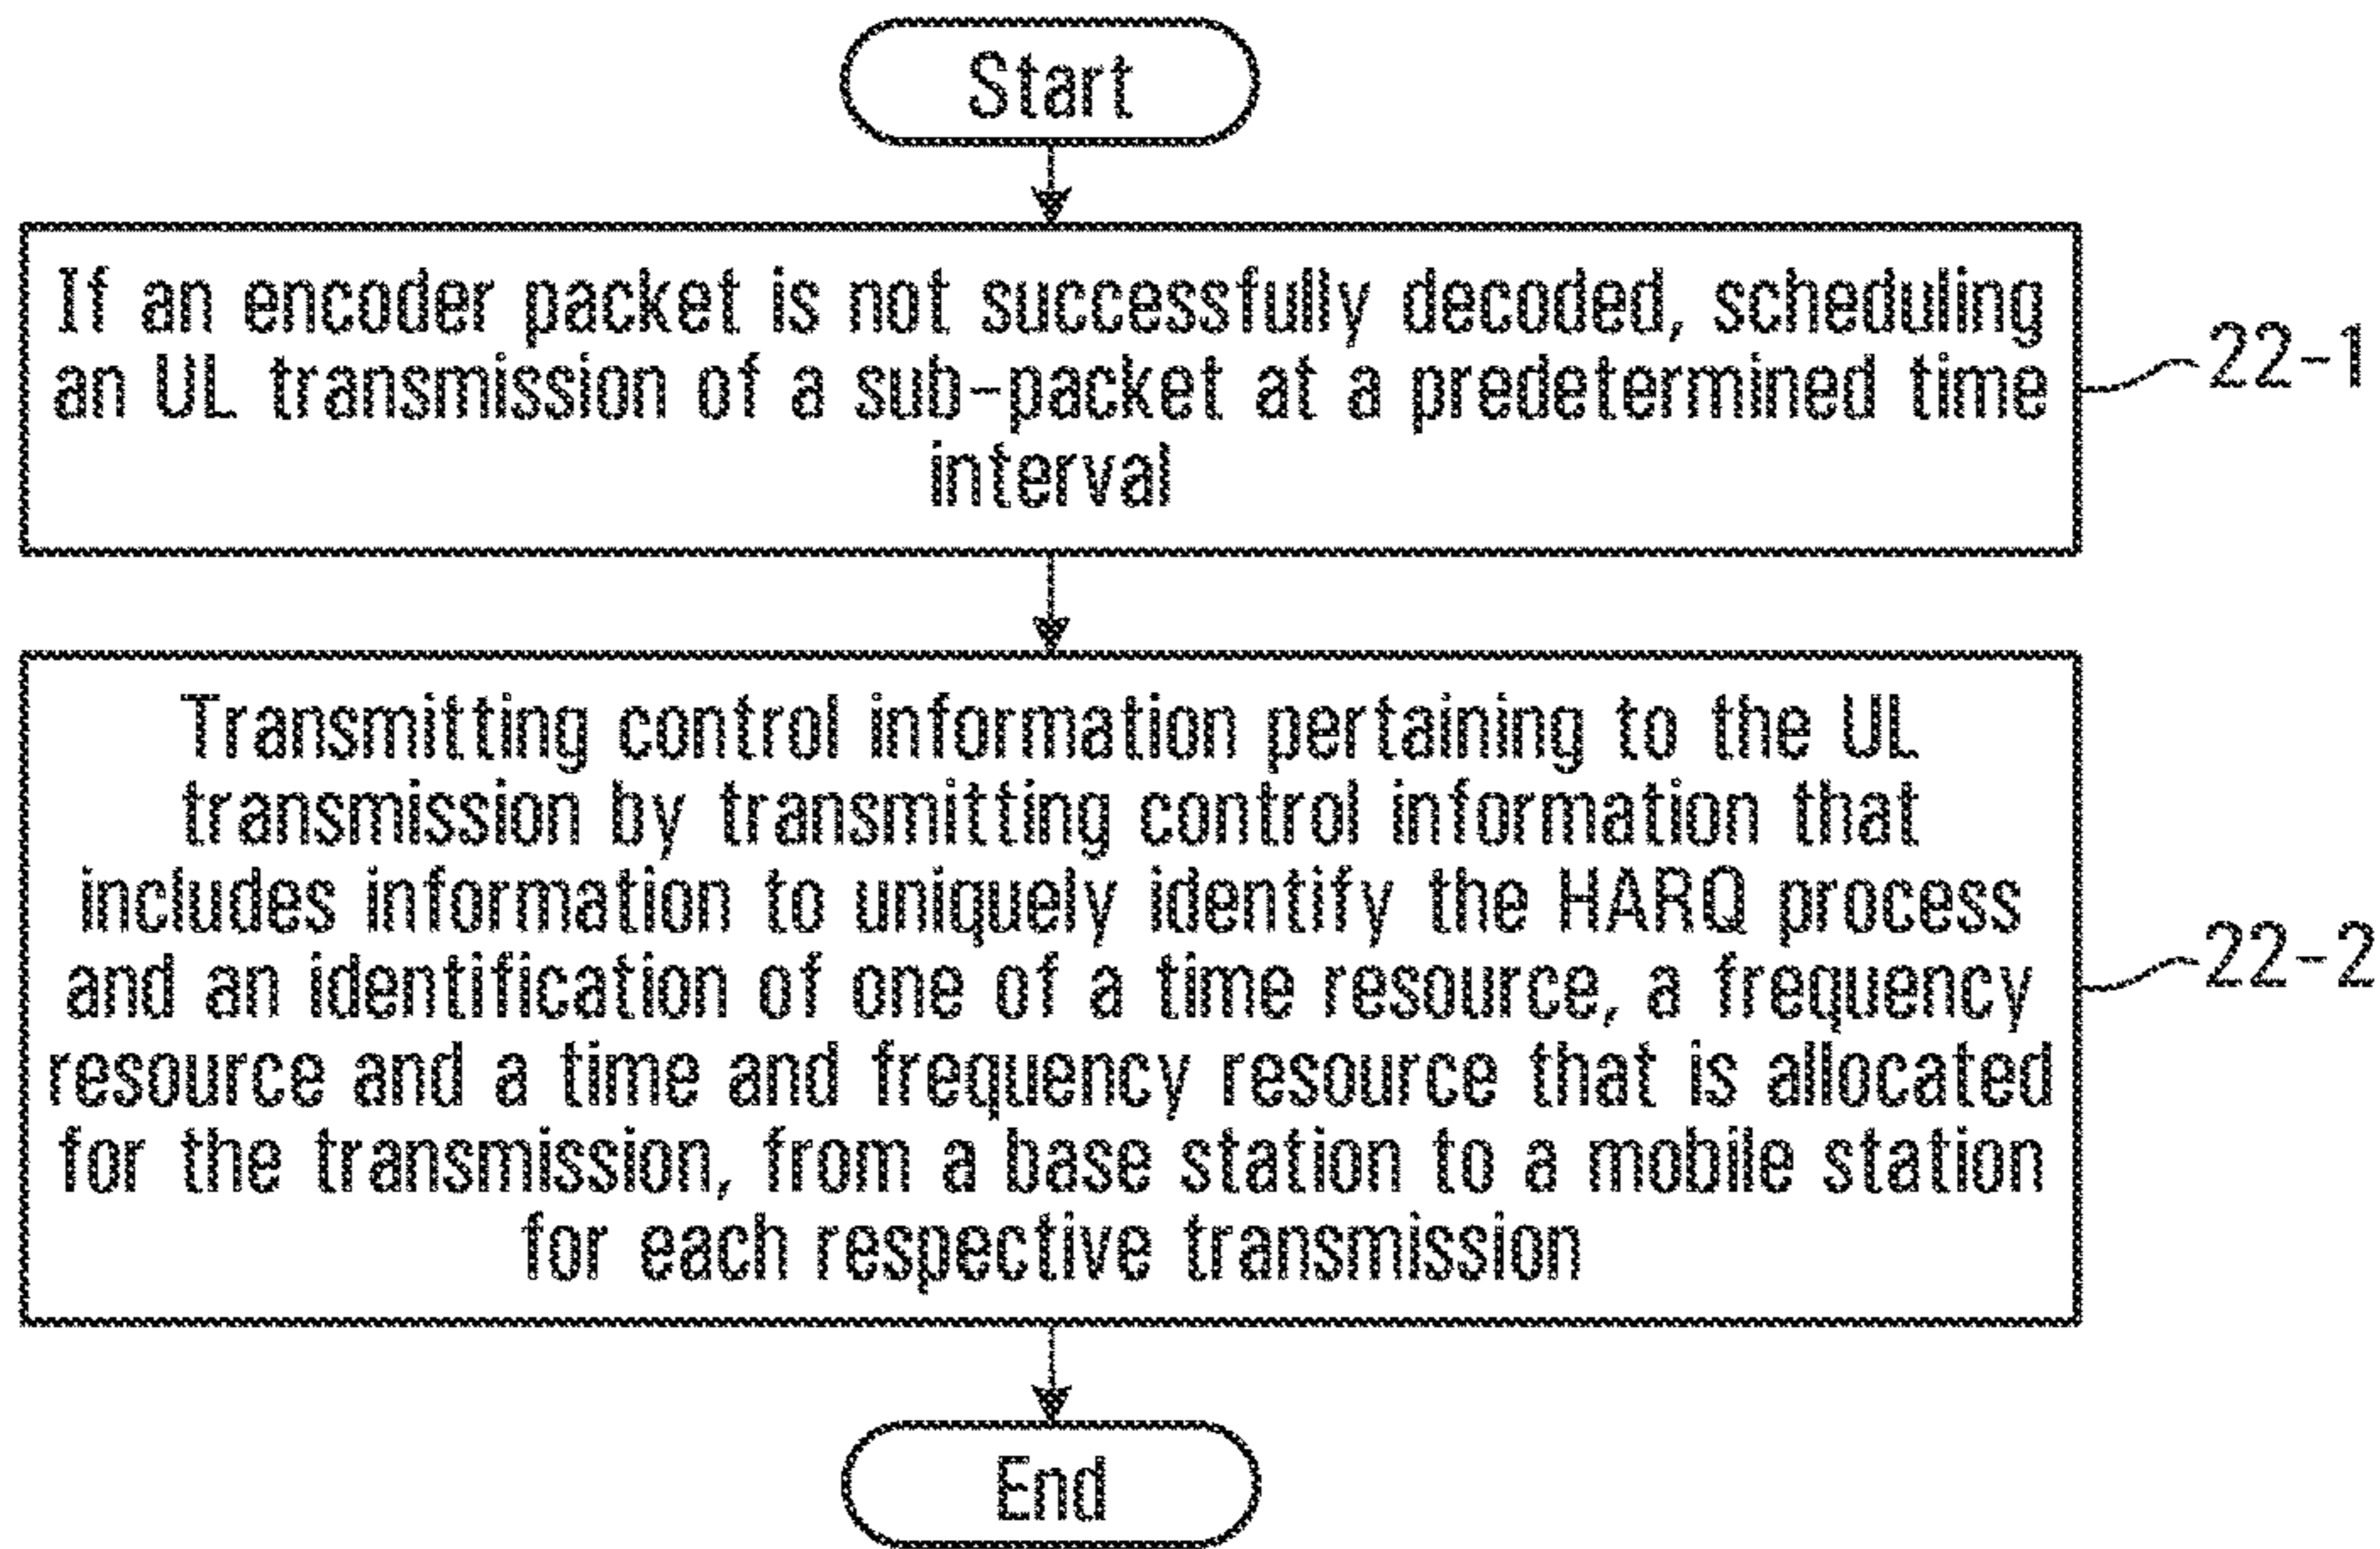 Start
If an encoder packet is not successfully decoded, scheduling
an UL transmission of a sub-packet at a predetermined time
interval
22-1
Transmitting control information pertaining to the UL
transmission by transmitting control information that
includes information to uniquely identify the HARQ process
and an identification of one of a time resource, a frequency
resource and a time and frequency resource that is allocated
for the transmission, from a base station to a mobile station
for each respective transmission
22-2
End